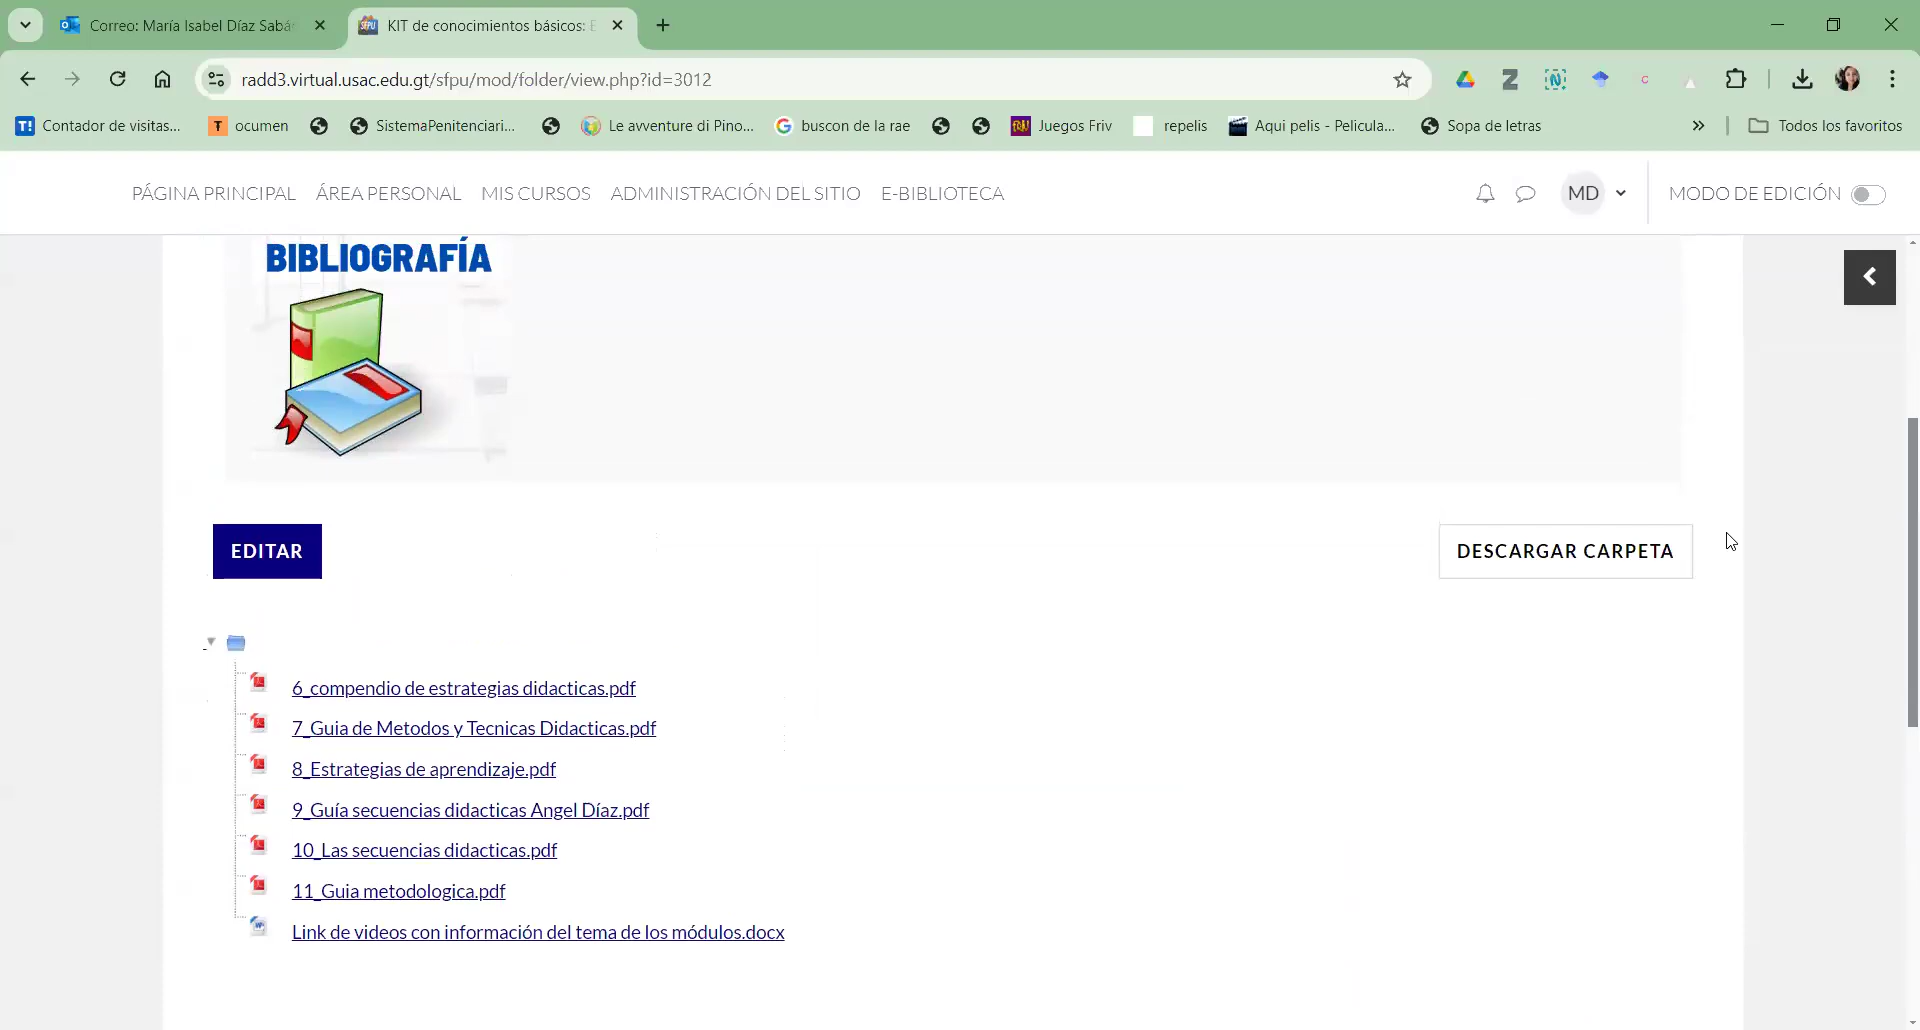 Correo: María Isabel Díaz Sabá
KIT de conocimientos básicos: E
radd3.virtual.usac.edu.gt/sfpu/mod/folder/view.php?id=3012
Contador de visitas...
ocumen
SistemaPenitenciari...
Le avventure di Pino...
buscon de la rae
Juegos Friv
repelis
Aqui pelis - Pelicula...
Sopa de letras
Todos los favoritos
PÁGINA PRINCIPAL
ÁREA PERSONAL
MIS CURSOS
ADMINISTRACIÓN DEL SITIO
E-BIBLIOTECA
MD
MODO DE EDICIÓN
BIBLIOGRAFÍA
EDITAR
DESCARGAR CARPETA
6_compendio de estrategias didacticas.pdf
7_Guia de Metodos y Tecnicas Didacticas.pdf
8_Estrategias de aprendizaje.pdf
9_Guía secuencias didacticas Angel Díaz.pdf
10_Las secuencias didacticas.pdf
11_Guia metodologica.pdf
Link de videos con información del tema de los módulos.docx